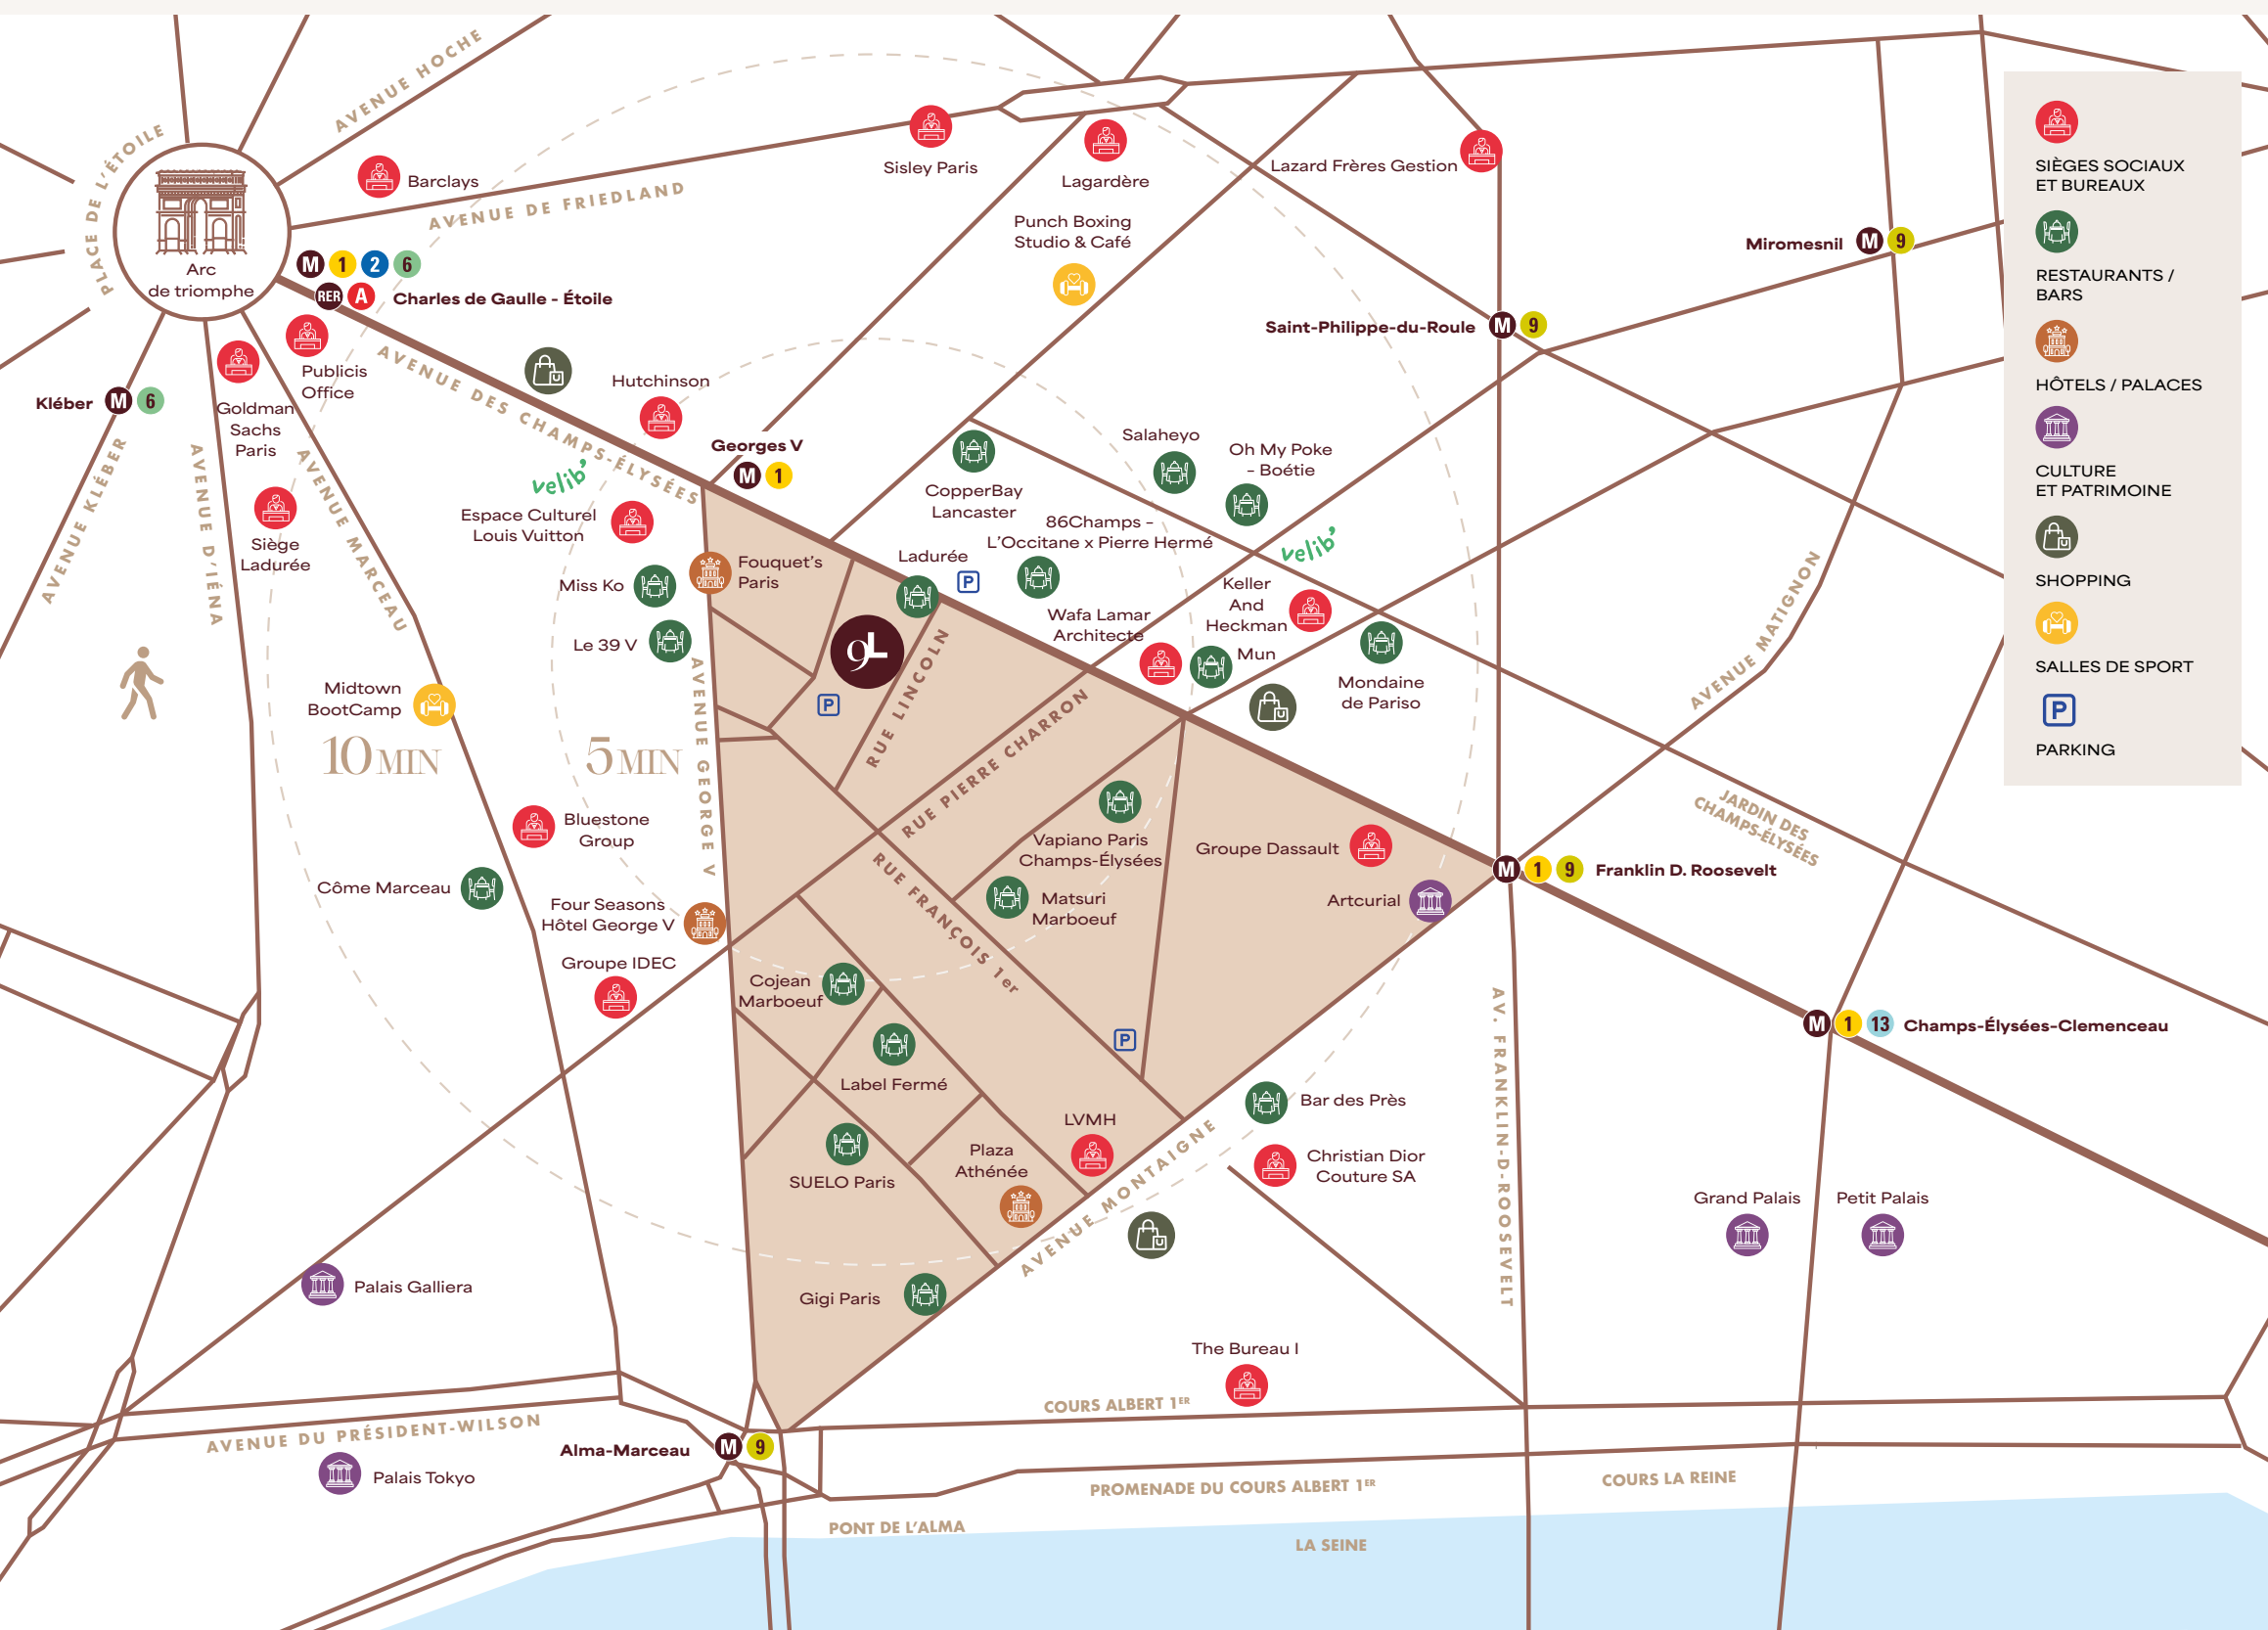 AVENUE HOCHE
PLACE DE L'ÉTOILE
Arc
de triomphe
Barclays
AVENUE DE FRIEDLAND
Sisley Paris
Lagardère
Lazard Frères Gestion
Punch Boxing
Studio & Café
M 1 2 6
RER A
Charles de Gaulle - Étoile
Miromesnil M 9
Saint-Philippe-du-Roule M 9
Kléber M 6
Publicis
Office
Goldman
Sachs
Paris
AVENUE DES CHAMPS-ÉLYSÉES
Hutchinson
Georges V
M 1
AVENUE KLÉBER
AVENUE D'IÉNA
AVENUE MARCEAU
Siège
Ladurée
velib'
Espace Culturel
Louis Vuitton
Miss Ko
Le 39 V
Fouquet's
Paris
CopperBay
Lancaster
Salaheyo
Oh My Poke
- Boétie
86Champs -
L'Occitane x Pierre Hermé
Ladurée
P
velib'
Keller
And
Heckman
Wafa Lamar
Architecte
Mun
Mondaine
de Pariso
9L
P
RUE LINCOLN
AVENUE GEORGE V
RUE PIERRE CHARRON
AVENUE MATIGNON
Midtown
BootCamp
10 MIN
5 MIN
Bluestone
Group
Côme Marceau
Four Seasons
Hôtel George V
Groupe IDEC
Vapiano Paris
Champs-Élysées
Matsuri
Marboeuf
RUE FRANÇOIS 1er
Groupe Dassault
Artcurial
M 1 9 Franklin D. Roosevelt
JARDIN DES
CHAMPS-ÉLYSÉES
Cojean
Marboeuf
Label Fermé
P
SUELO Paris
Plaza
Athénée
LVMH
Bar des Près
Christian Dior
Couture SA
AVENUE MONTAIGNE
AV. FRANKLIN-D-ROOSEVELT
M 1 13 Champs-Élysées-Clemenceau
Grand Palais
Petit Palais
Palais Galliera
Gigi Paris
The Bureau I
COURS ALBERT 1ER
AVENUE DU PRÉSIDENT-WILSON
Palais Tokyo
Alma-Marceau M 9
PROMENADE DU COURS ALBERT 1ER
COURS LA REINE
PONT DE L'ALMA
LA SEINE
SIÈGES SOCIAUX
ET BUREAUX
RESTAURANTS /
BARS
HÔTELS / PALACES
CULTURE
ET PATRIMOINE
SHOPPING
SALLES DE SPORT
P
PARKING